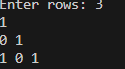 Enter rows: 3
1
0 1
1 0 1